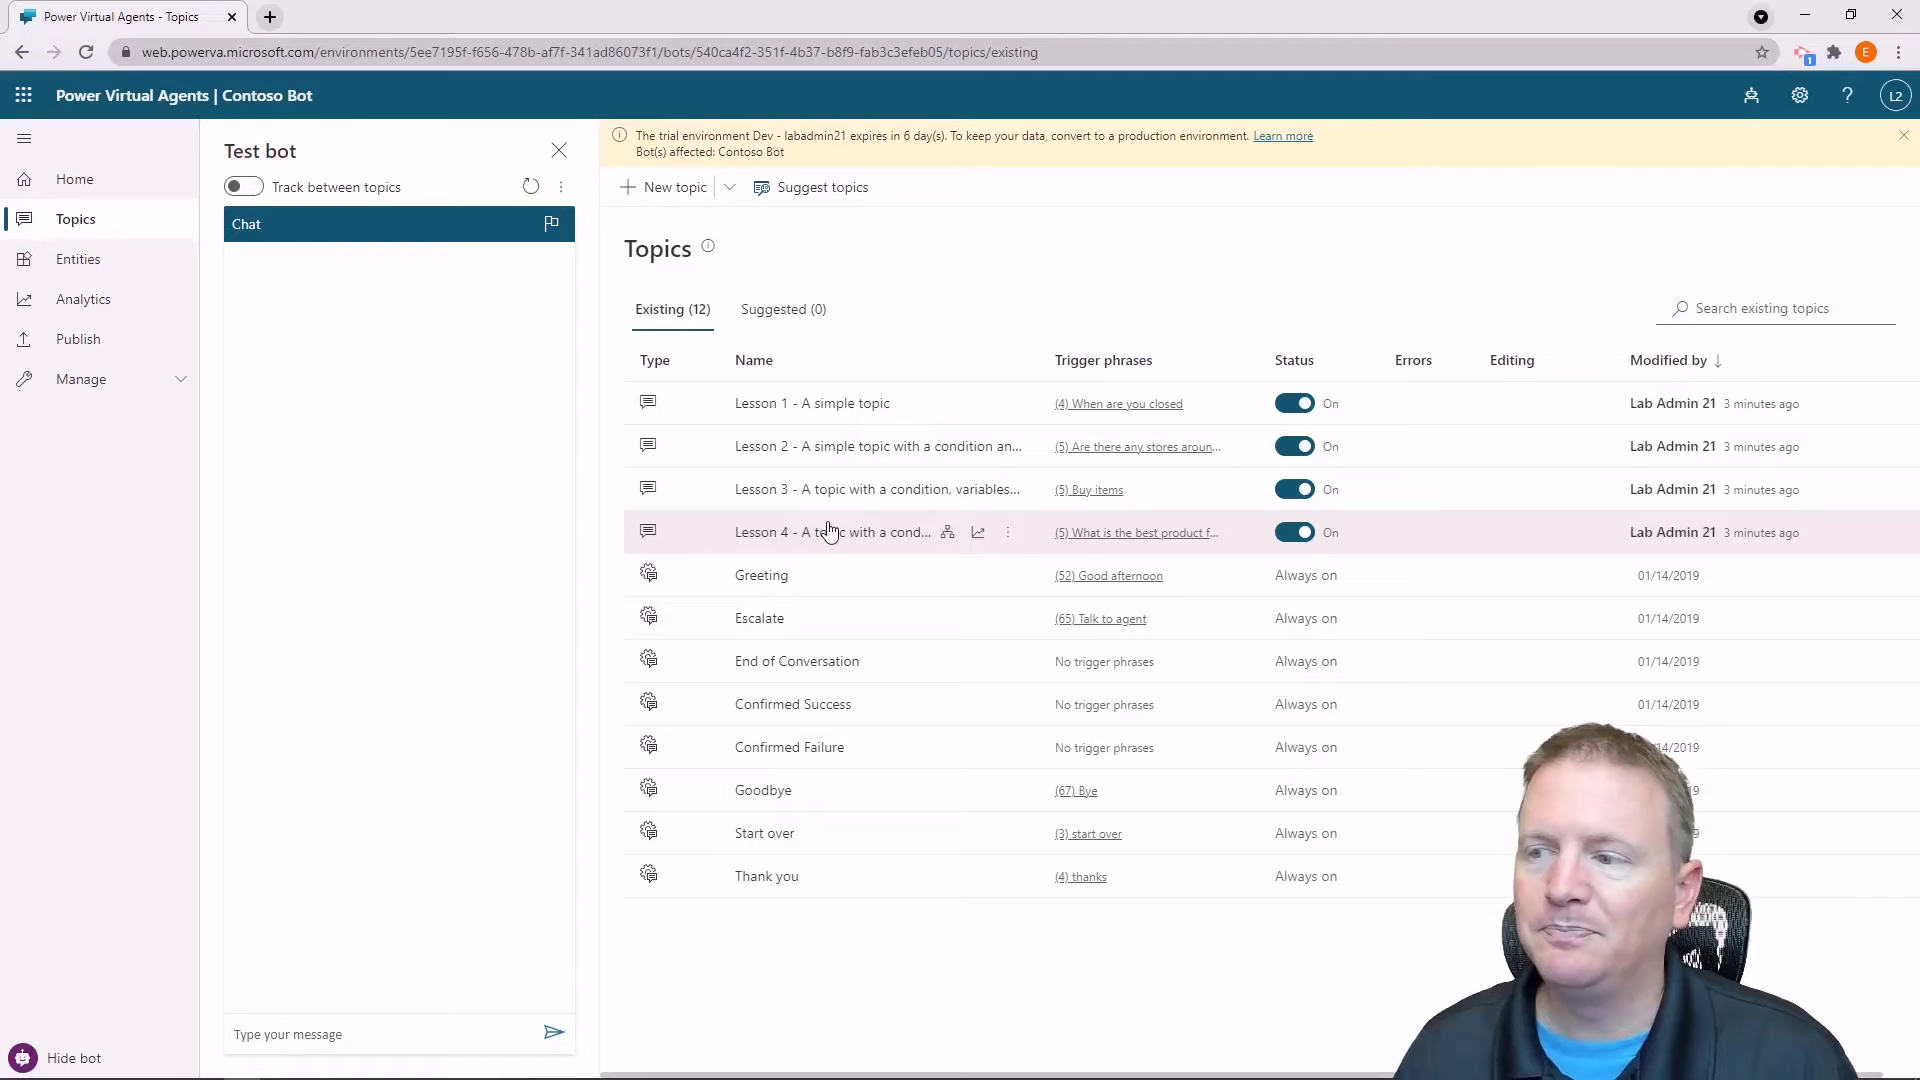 Power Virtual Agents - Topics
web.powerva.microsoft.com/environments/5ee7195f-f656-478b-af7f-341ad86073f1/bots/540ca4f2-351f-4b37-b8f9-fab3c3efeb05/topics/existing
1
E
Power Virtual Agents | Contoso Bot
L2
The trial environment Dev - labadmin21 expires in 6 day(s). To keep your data, convert to a production environment. Learn more
Bot(s) affected: Contoso Bot
Home
Topics
Entities
Analytics
Publish
Manage
Hide bot
Test bot
Track between topics
Chat
Type your message
New topic
Suggest topics
Topics
Existing (12)
Suggested (0)
Search existing topics
Type Name Trigger phrases Status Errors Editing Modified by
Lesson 1 - A simple topic (4) When are you closed On Lab Admin 21 3 minutes ago
Lesson 2 - A simple topic with a condition an... (5) Are there any stores aroun... On Lab Admin 21 3 minutes ago
Lesson 3 - A topic with a condition, variables... (5) Buy items On Lab Admin 21 3 minutes ago
Lesson 4 - A with a cond... (5) What is the best product f... On Lab Admin 21 3 minutes ago
Greeting (52) Good afternoon Always on 01/14/2019
Escalate (65) Talk to agent Always on 01/14/2019
End of Conversation No trigger phrases Always on 01/14/2019
Confirmed Success No trigger phrases Always on 01/14/2019
Confirmed Failure No trigger phrases Always on
Goodbye (67) Bye Always on
Start over (3) start over Always on
Thank you (4) thanks Always on